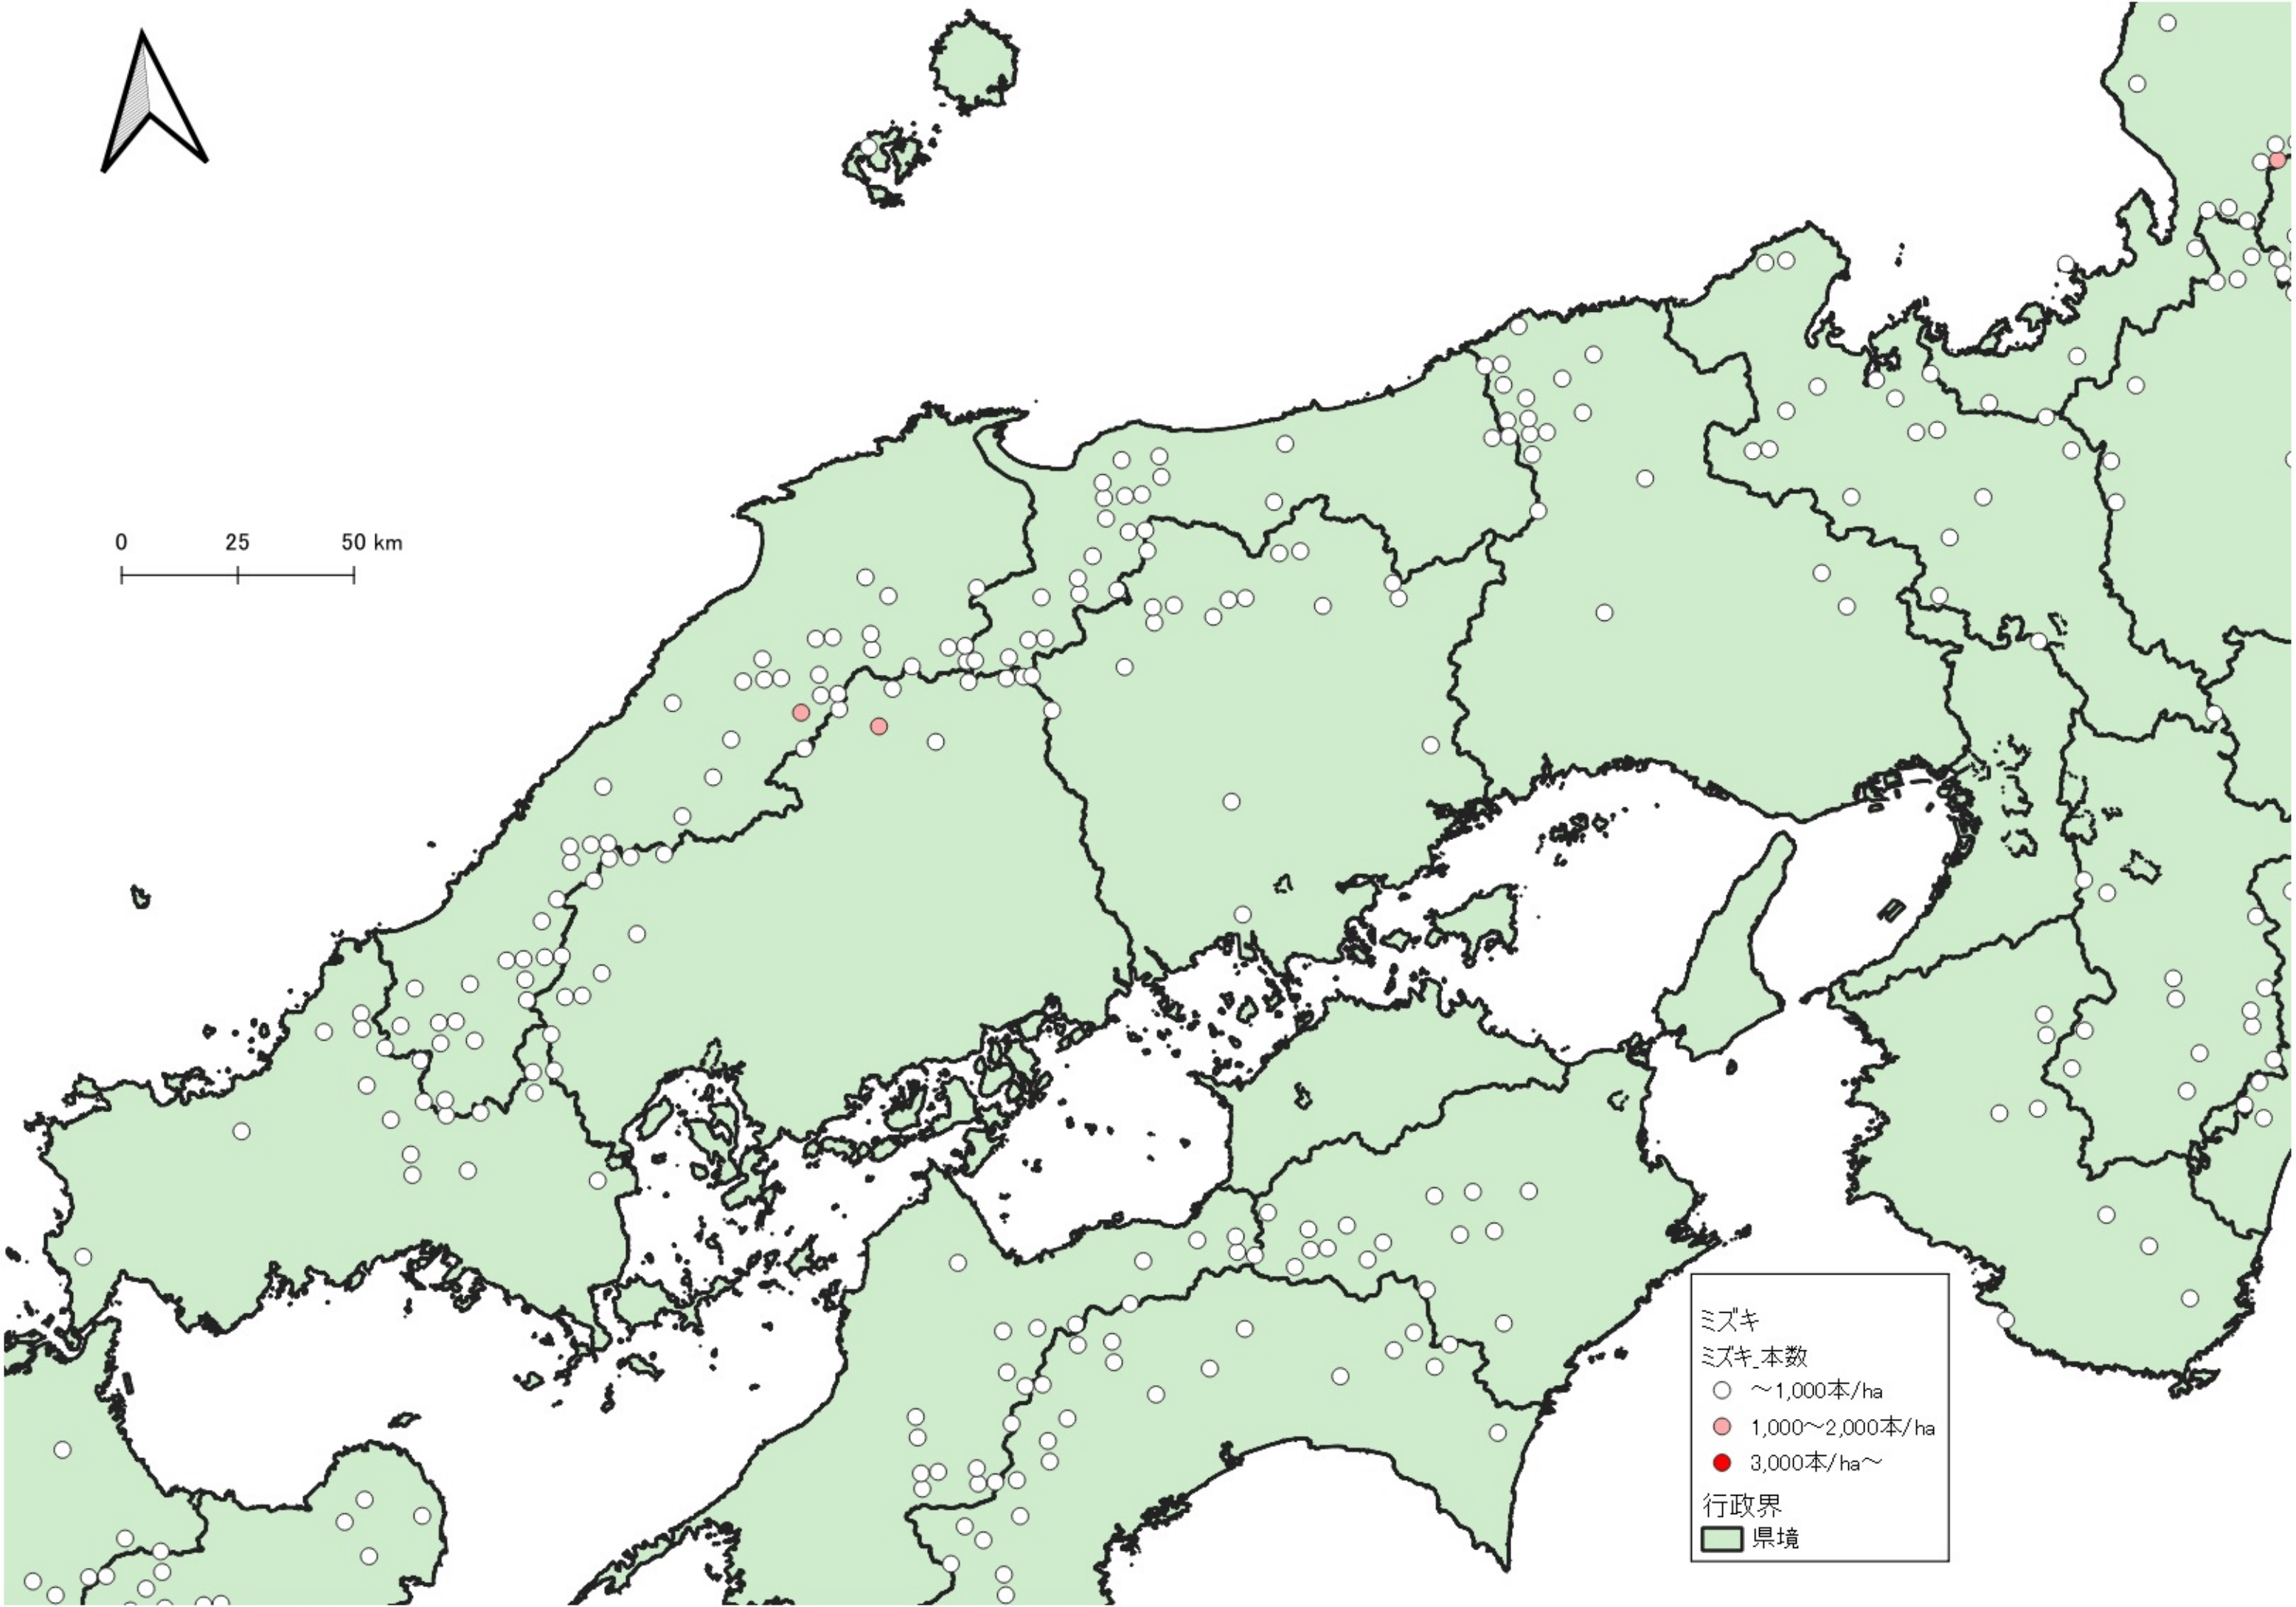 0 25 50 km
ミズキ
ミズキ_本数
～1,000本/ha
1,000～2,000本/ha
3,000本/ha～
行政界
県境